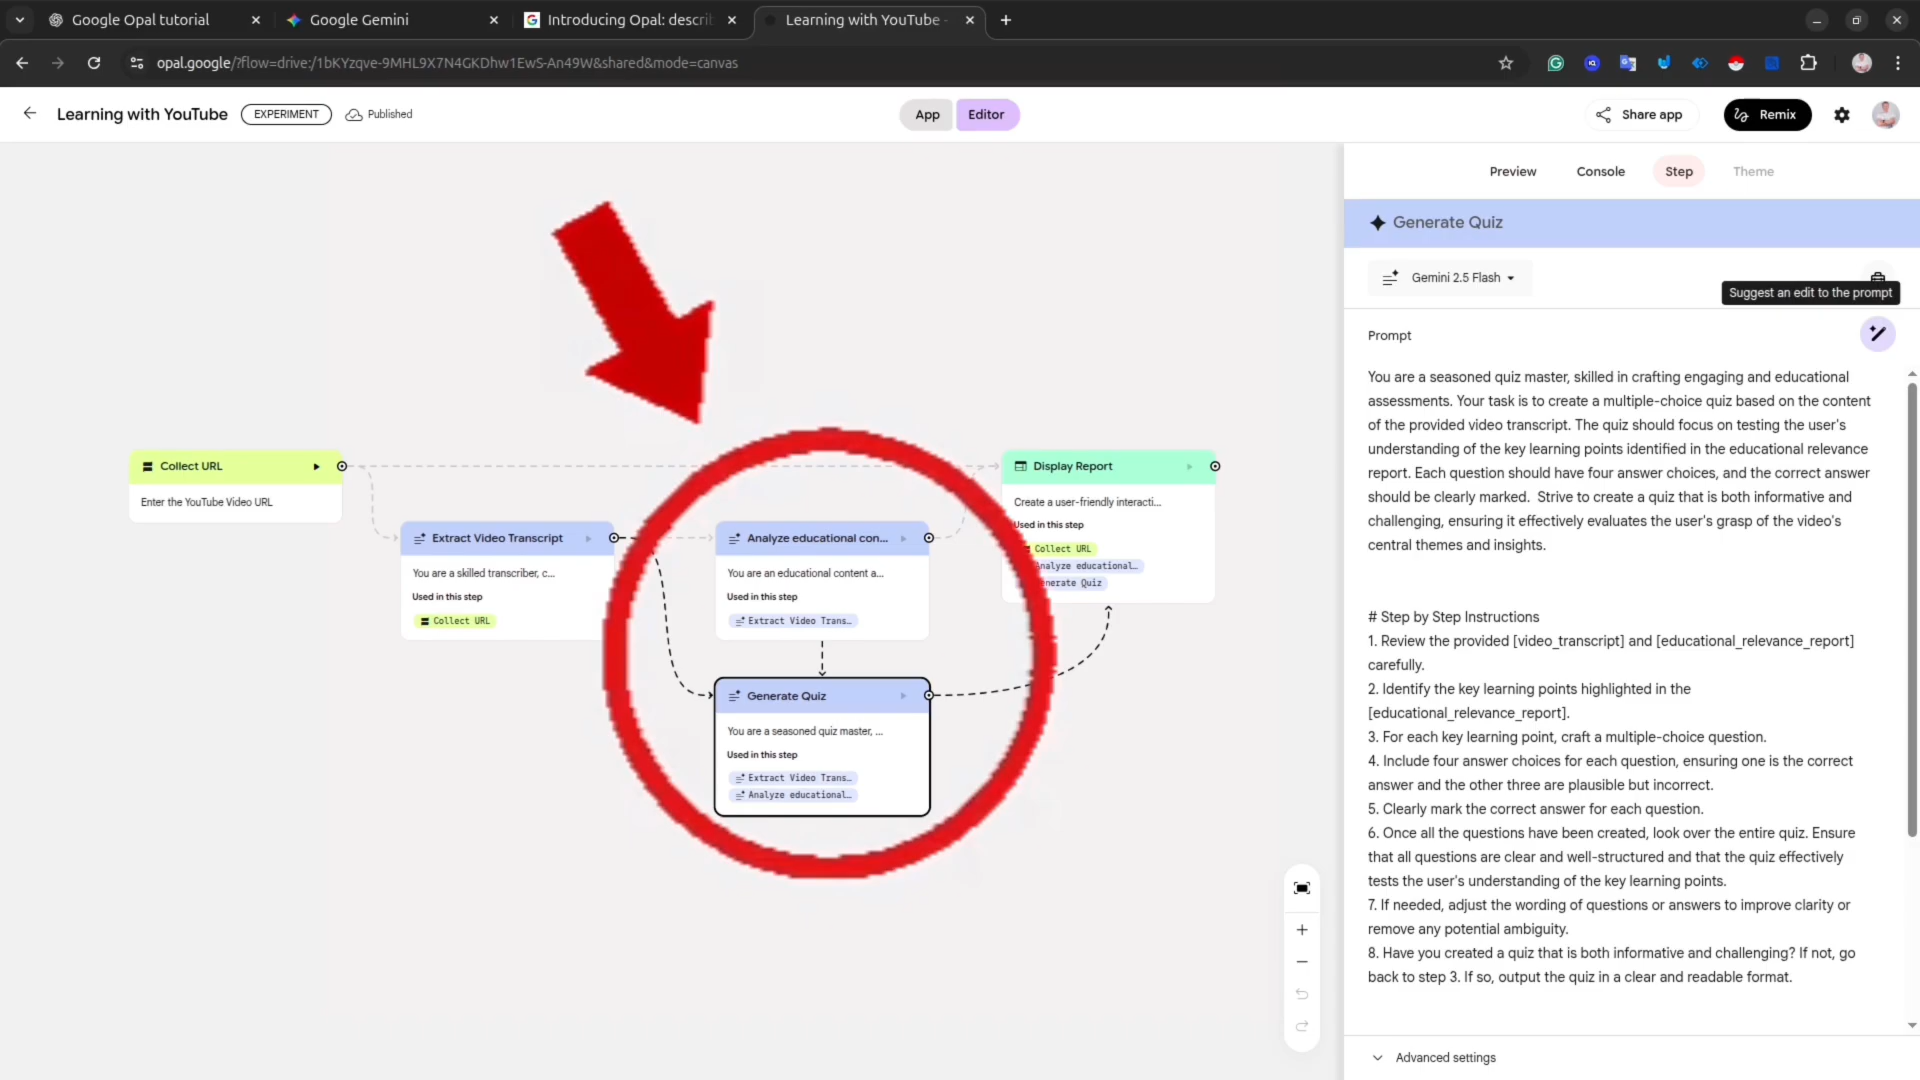 Google Opal tutorial
Google Gemini
Introducing Opal: descri
Learning with YouTube -
opal.google/?flow=drive:/1bKYzqve-9MHL9X7N4GKDhw1EwS-An49W&shared&mode=canvas
Learning with YouTube
EXPERIMENT
Published
App
Editor
Share app
Remix
Preview
Console
Step
Theme
Generate Quiz
Gemini 2.5 Flash
Suggest an edit to the prompt
Prompt
You are a seasoned quiz master, skilled in crafting engaging and educational
assessments. Your task is to create a multiple-choice quiz based on the content
of the provided video transcript. The quiz should focus on testing the user's
understanding of the key learning points identified in the educational relevance
report. Each question should have four answer choices, and the correct answer
should be clearly marked.  Strive to create a quiz that is both informative and
challenging, ensuring it effectively evaluates the user's grasp of the video's
central themes and insights.
# Step by Step Instructions
1. Review the provided [video_transcript] and [educational_relevance_report]
carefully.
2. Identify the key learning points highlighted in the
[educational_relevance_report].
3. For each key learning point, craft a multiple-choice question.
4. Include four answer choices for each question, ensuring one is the correct
answer and the other three are plausible but incorrect.
5. Clearly mark the correct answer for each question.
6. Once all the questions have been created, look over the entire quiz. Ensure
that all questions are clear and well-structured and that the quiz effectively
tests the user's understanding of the key learning points.
7. If needed, adjust the wording of questions or answers to improve clarity or
remove any potential ambiguity.
8. Have you created a quiz that is both informative and challenging? If not, go
back to step 3. If so, output the quiz in a clear and readable format.
Advanced settings
Collect URL
Enter the YouTube Video URL
Extract Video Transcript
You are a skilled transcriber, c...
Used in this step
Collect URL
Analyze educational con...
You are an educational content a...
Used in this step
Extract Video Trans…
Generate Quiz
You are a seasoned quiz master, ...
Used in this step
Extract Video Trans…
Analyze educational…
Display Report
Create a user-friendly interacti...
Used in this step
Collect URL
Analyze educational…
Generate Quiz